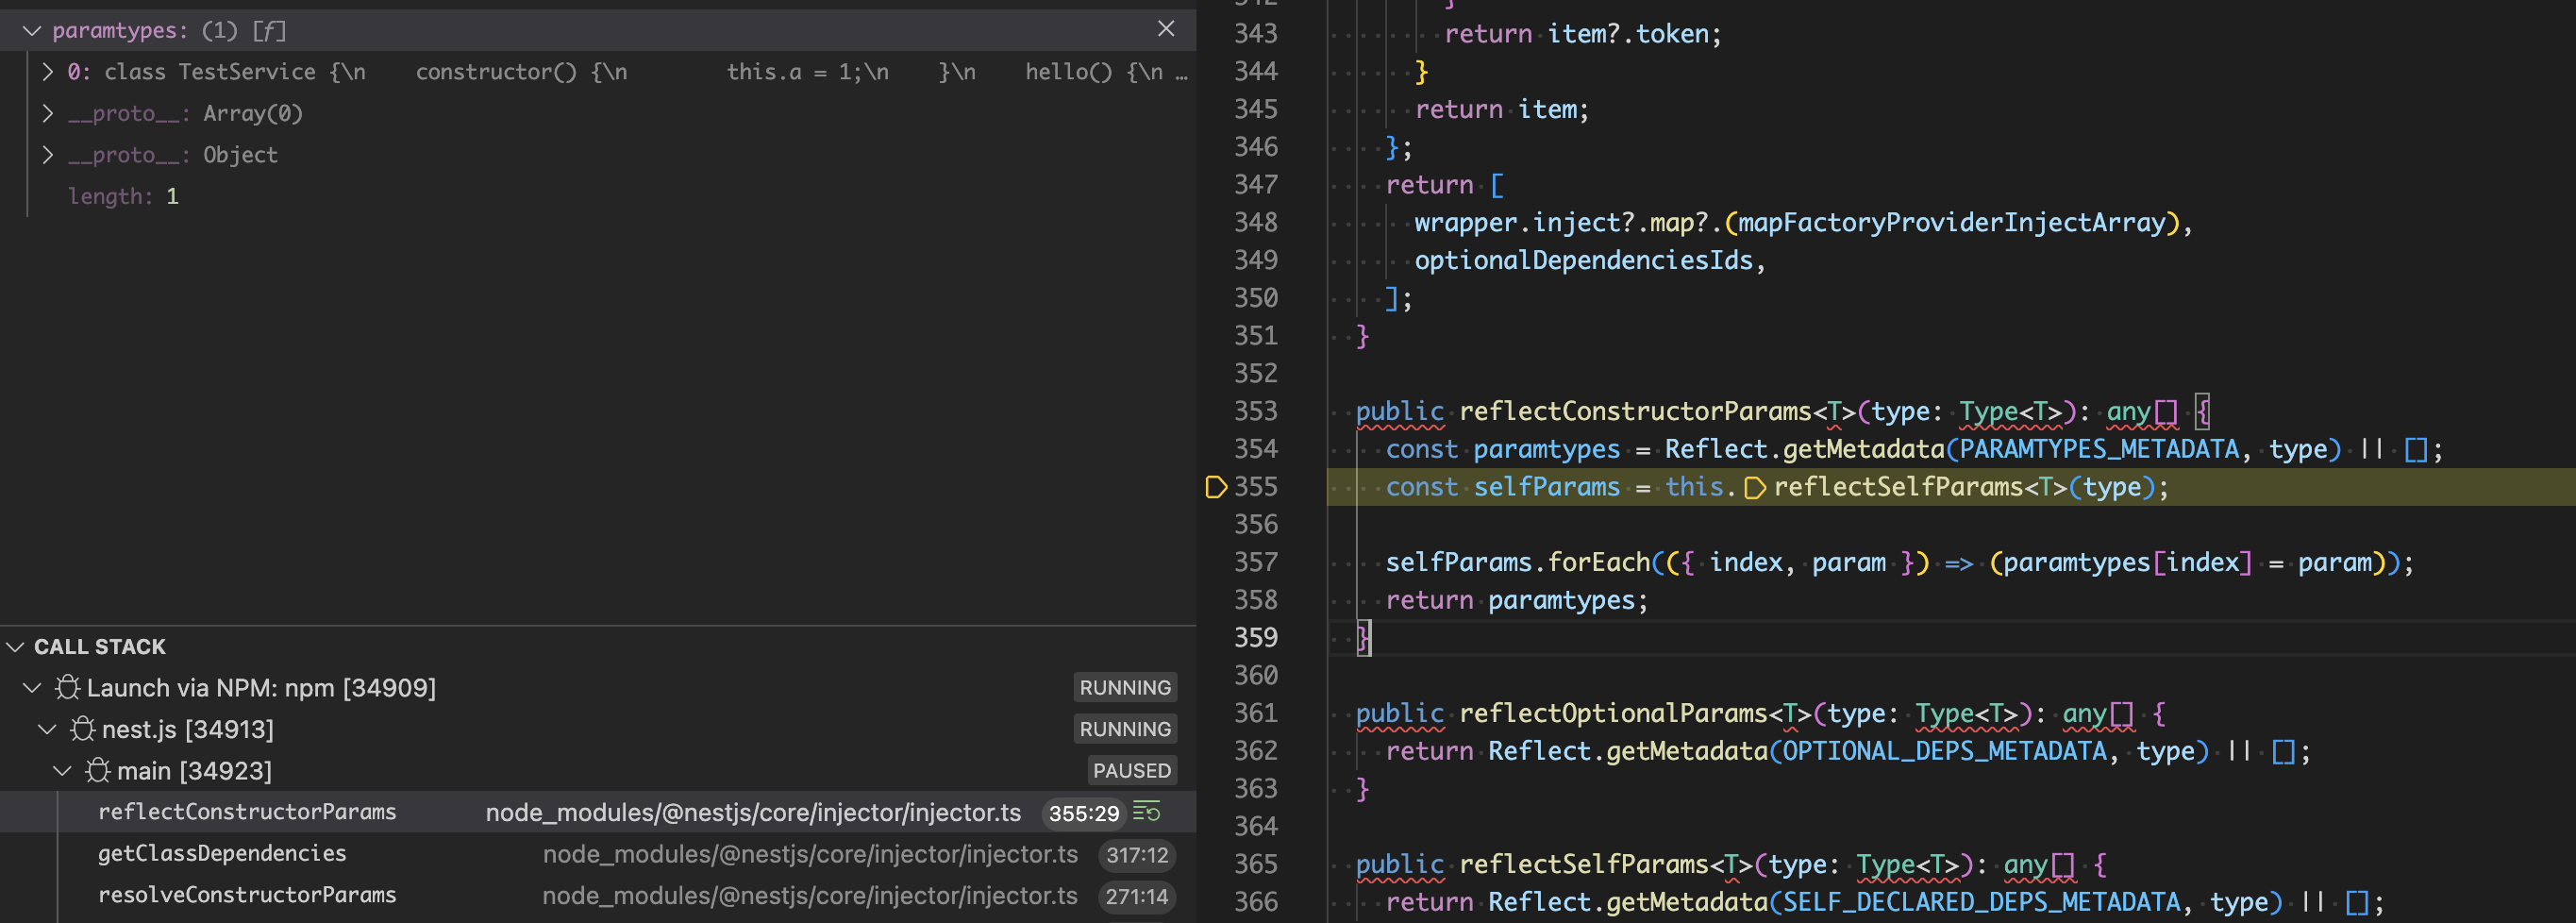 paramtypes: (1) [ƒ]
0: class TestService {\n    constructor() {\n        this.a = 1;\n    }\n    hello() {\n …
__proto__: Array(0)
__proto__: Object
length: 1
CALL STACK
Launch via NPM: npm [34909] RUNNING
nest.js [34913] RUNNING
main [34923] PAUSED
reflectConstructorParams node_modules/@nestjs/core/injector/injector.ts 355:29
getClassDependencies node_modules/@nestjs/core/injector/injector.ts 317:12
resolveConstructorParams node_modules/@nestjs/core/injector/injector.ts 271:14
342 }
343 return item?.token;
344 }
345 return item;
346 };
347 return [
348 wrapper.inject?.map?.(mapFactoryProviderInjectArray),
349 optionalDependenciesIds,
350 ];
351 }
352
353 public reflectConstructorParams<T>(type: Type<T>): any[] {
354 const paramtypes = Reflect.getMetadata(PARAMTYPES_METADATA, type) || [];
355 const selfParams = this.reflectSelfParams<T>(type);
356
357 selfParams.forEach(({ index, param }) => (paramtypes[index] = param));
358 return paramtypes;
359 }
360
361 public reflectOptionalParams<T>(type: Type<T>): any[] {
362 return Reflect.getMetadata(OPTIONAL_DEPS_METADATA, type) || [];
363 }
364
365 public reflectSelfParams<T>(type: Type<T>): any[] {
366 return Reflect.getMetadata(SELF_DECLARED_DEPS_METADATA, type) || [];